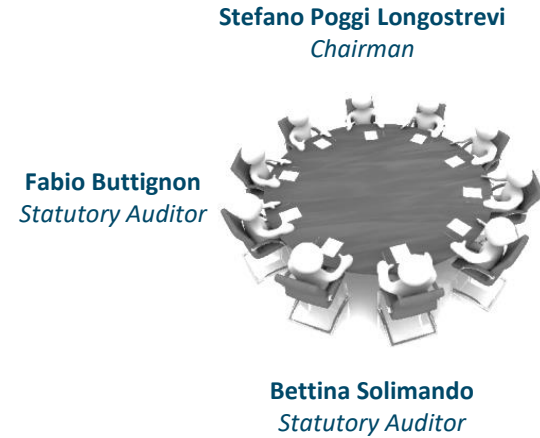 Stefano Poggi Longostrevi
Chairman
Fabio Buttignon
Statutory Auditor
Bettina Solimando
Statutory Auditor